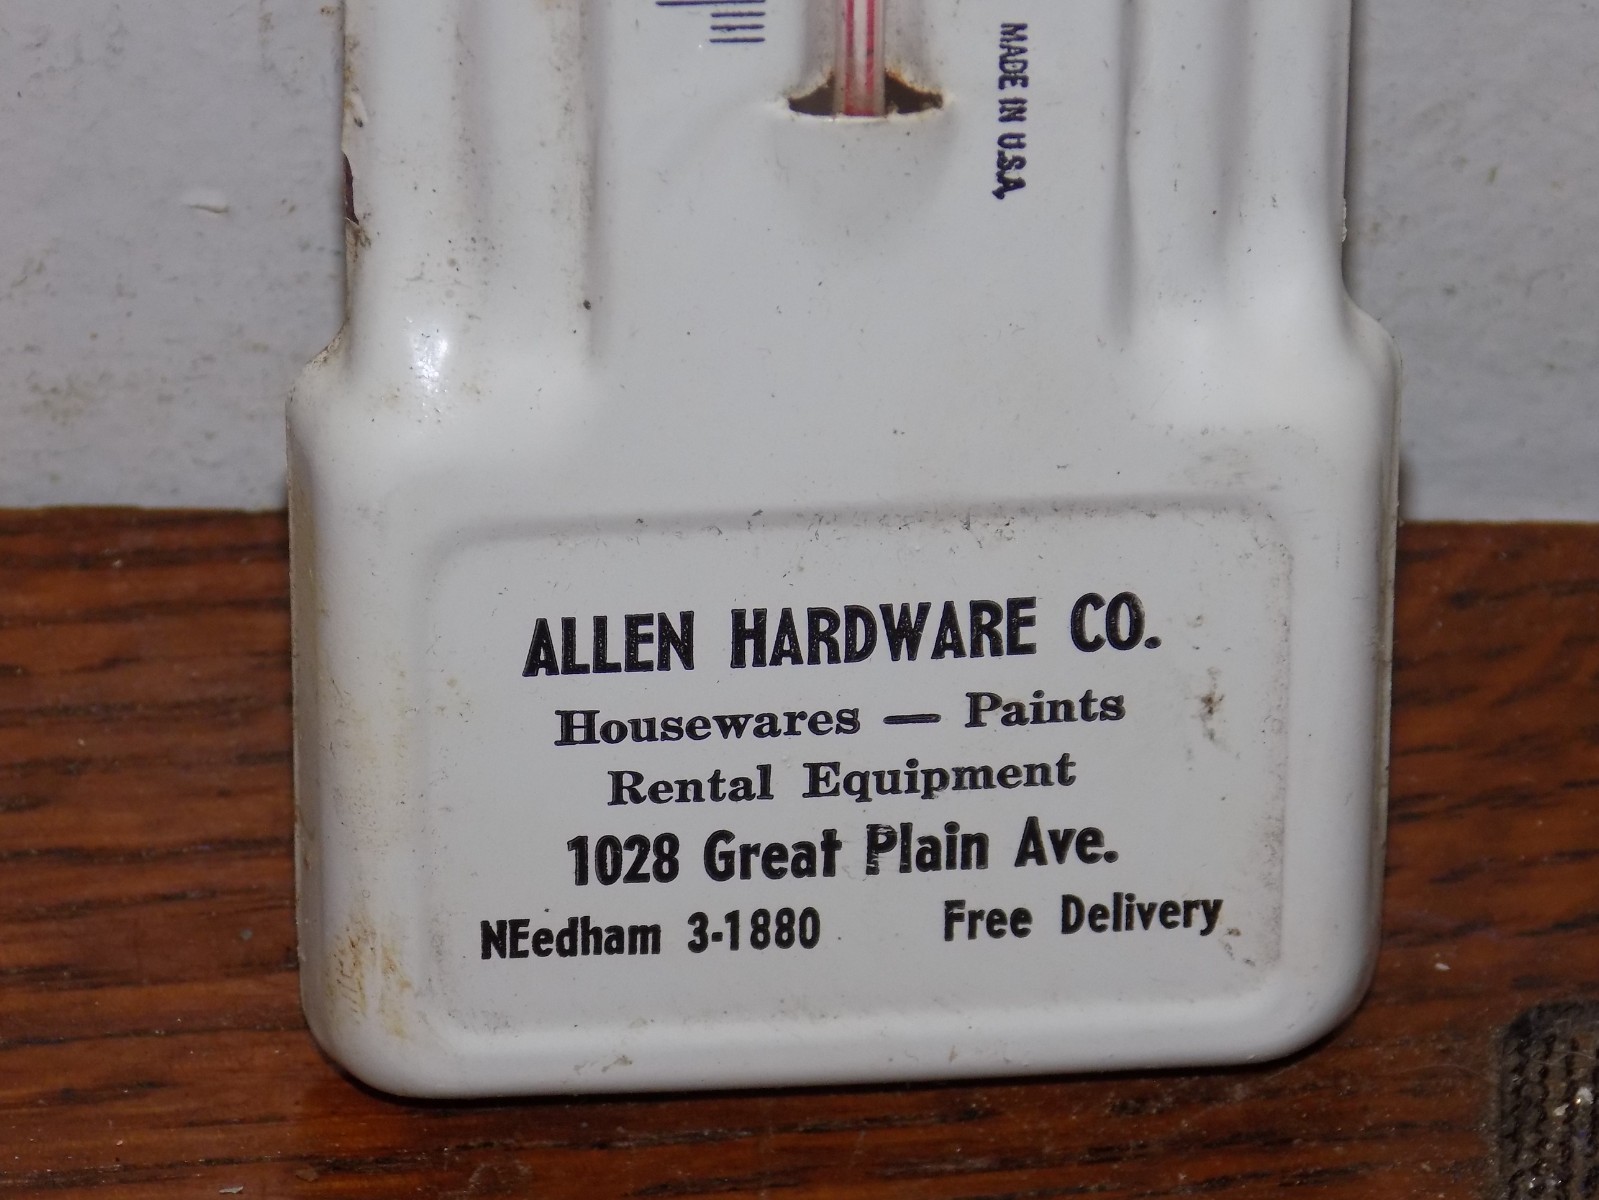 MADE IN U.S.A.
ALLEN HARDWARE CO.
Housewares — Paints
Rental Equipment
1028 Great Plain Ave.
NEedham 3-1880 Free Delivery